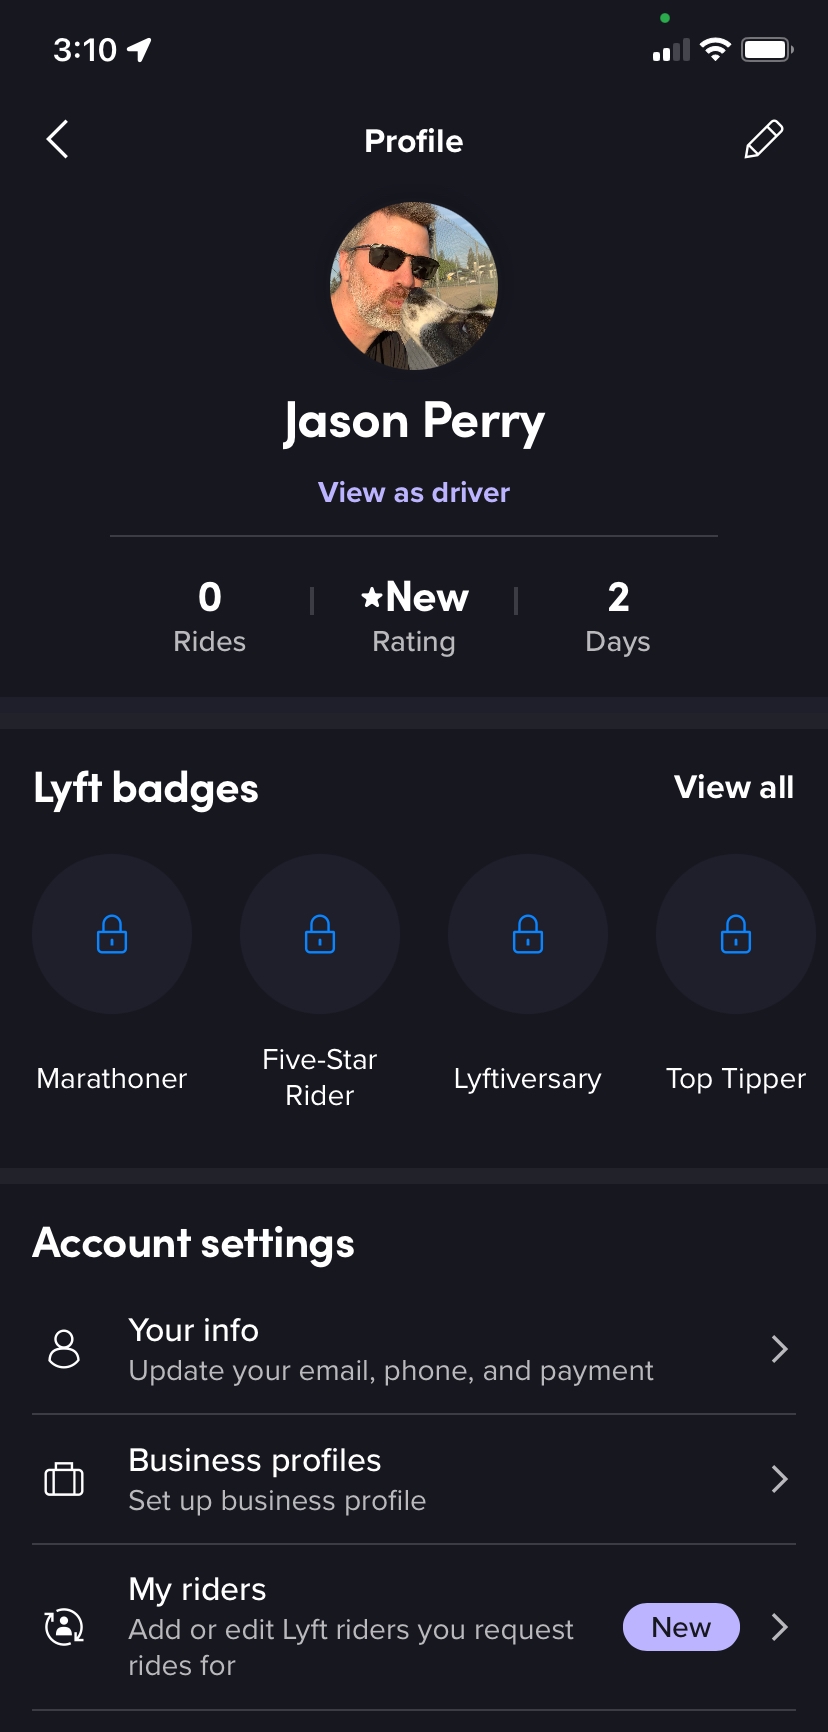 3:10
Profile
Jason Perry
View as driver
0
Rides
★New
Rating
2
Days
Lyft badges
View all
Marathoner
Five-Star
Rider
Lyftiversary
Top Tipper
Account settings
Your info
Update your email, phone, and payment
Business profiles
Set up business profile
My riders
Add or edit Lyft riders you request
rides for
New